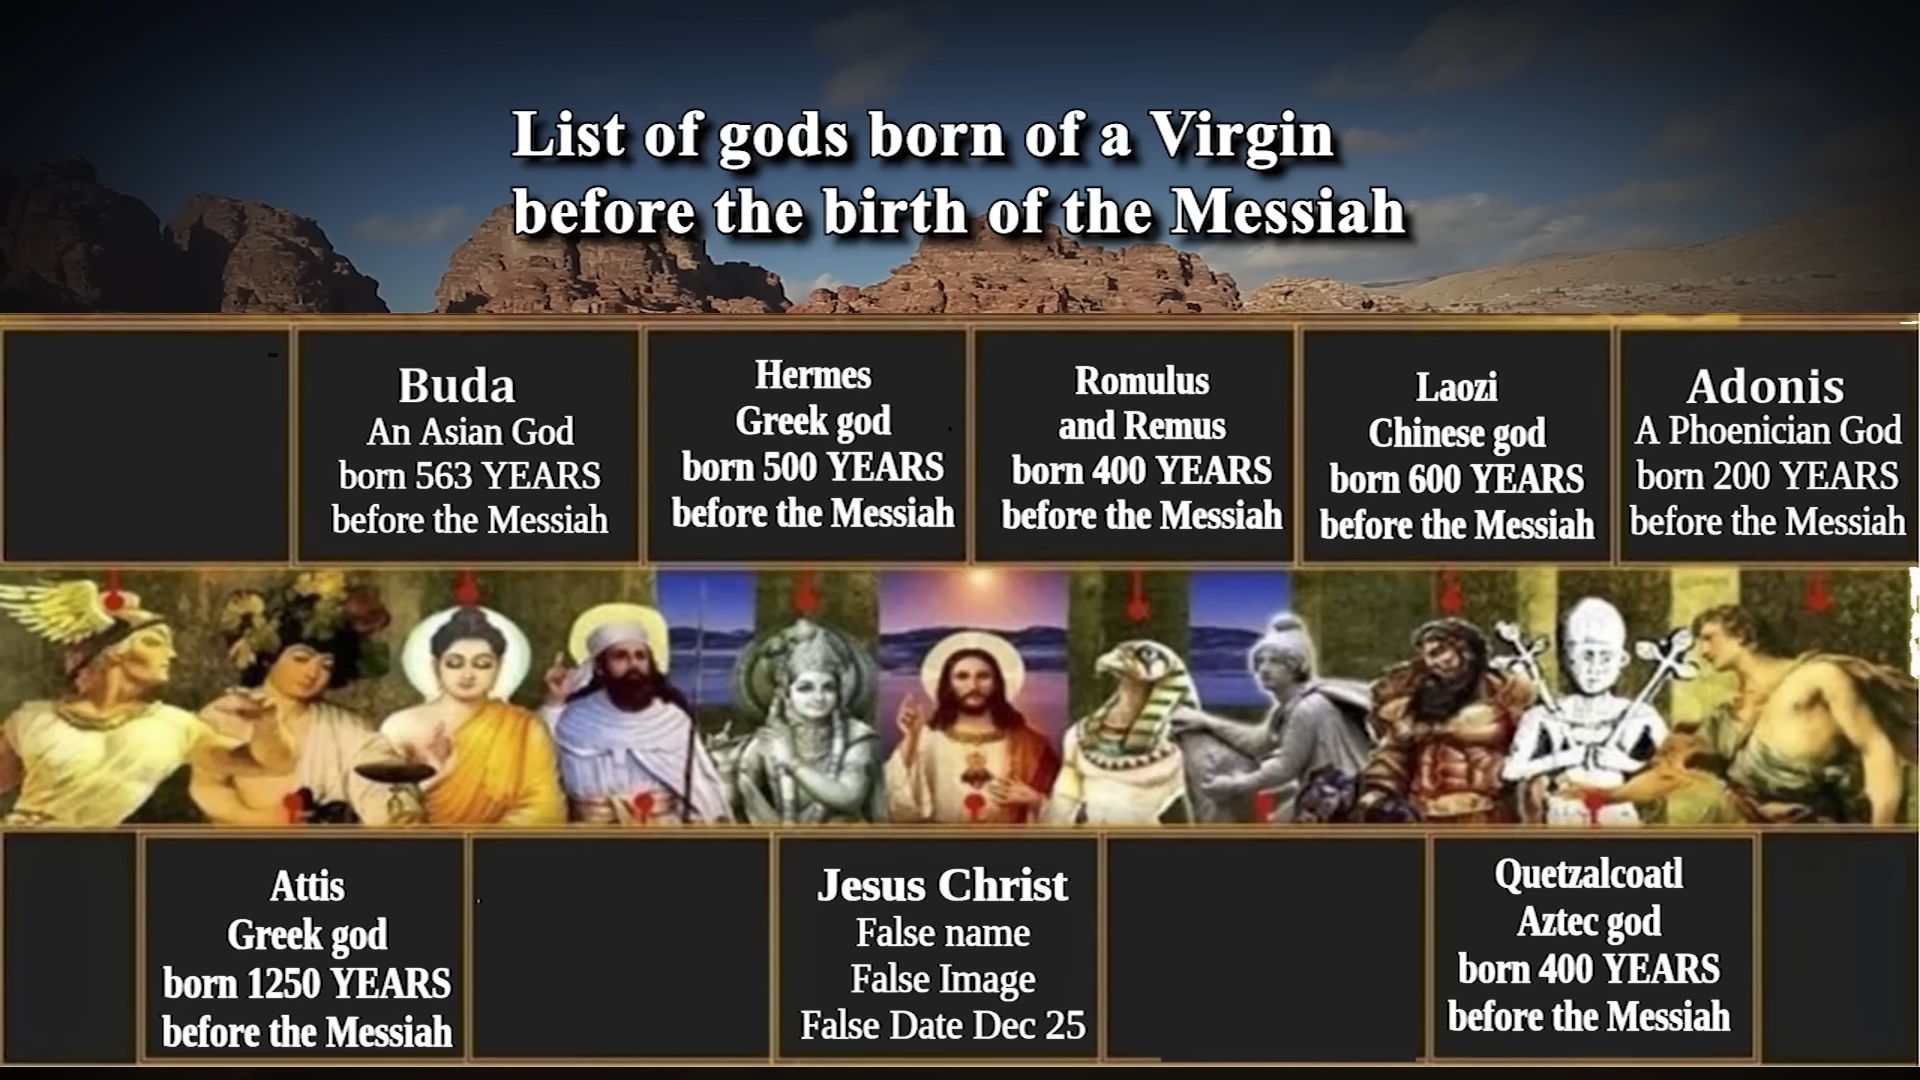 List of gods born of a Virgin
before the birth of the Messiah
Buda
An Asian God
born 563 YEARS
before the Messiah
Hermes
Greek god
born 500 YEARS
before the Messiah
Romulus
and Remus
born 400 YEARS
before the Messiah
Laozi
Chinese god
born 600 YEARS
before the Messiah
Adonis
A Phoenician God
born 200 YEARS
before the Messiah
Attis
Greek god
born 1250 YEARS
before the Messiah
Jesus Christ
False name
False Image
False Date Dec 25
Quetzalcoatl
Aztec god
born 400 YEARS
before the Messiah